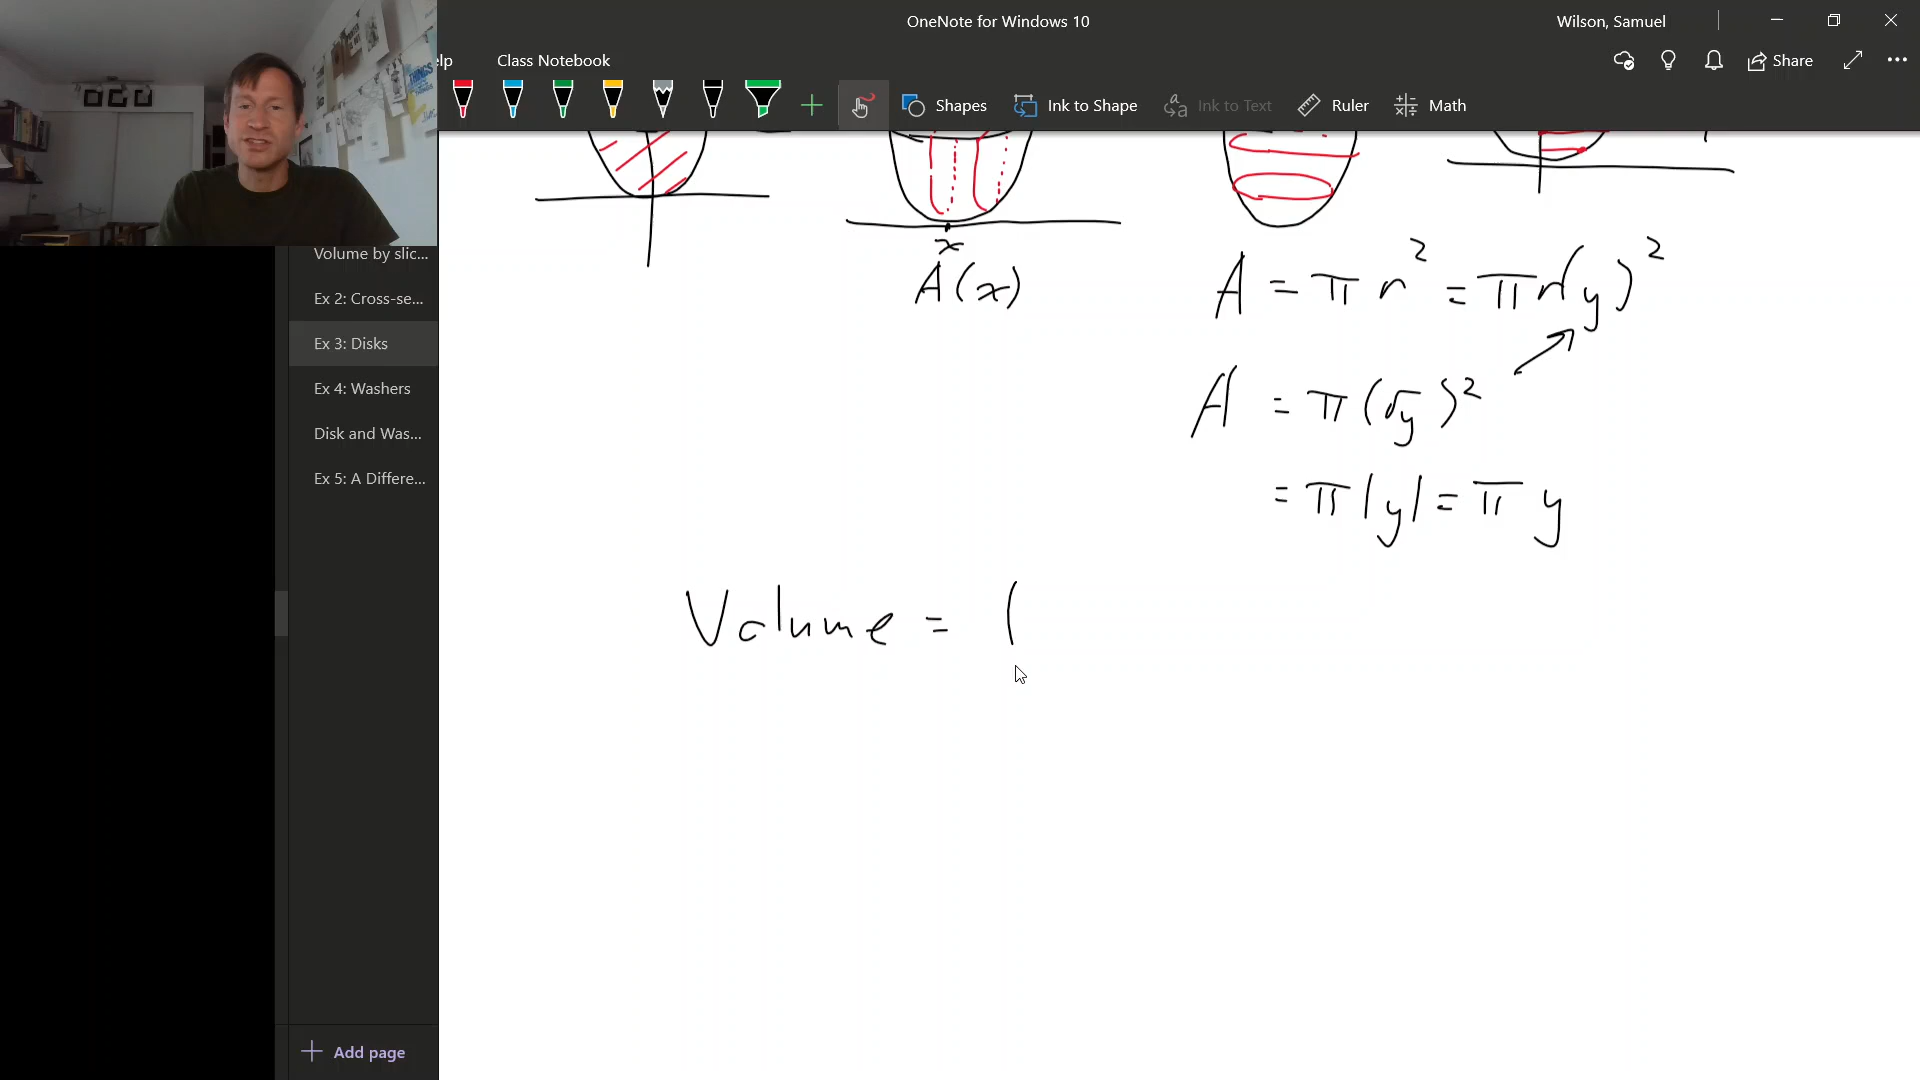 OneNote for Windows 10
Wilson, Samuel
elp Class Notebook
Share
Shapes Ink to Shape Ink to Text Ruler Math
Volume by slic...
Ex 2: Cross-se...
Ex 3: Disks
Ex 4: Washers
Disk and Was...
Ex 5: A Differe...
Add page
x
A(x)
A = π r² = π r(y)²
A = π (√y)²
= π |y| = π y
Volume = (